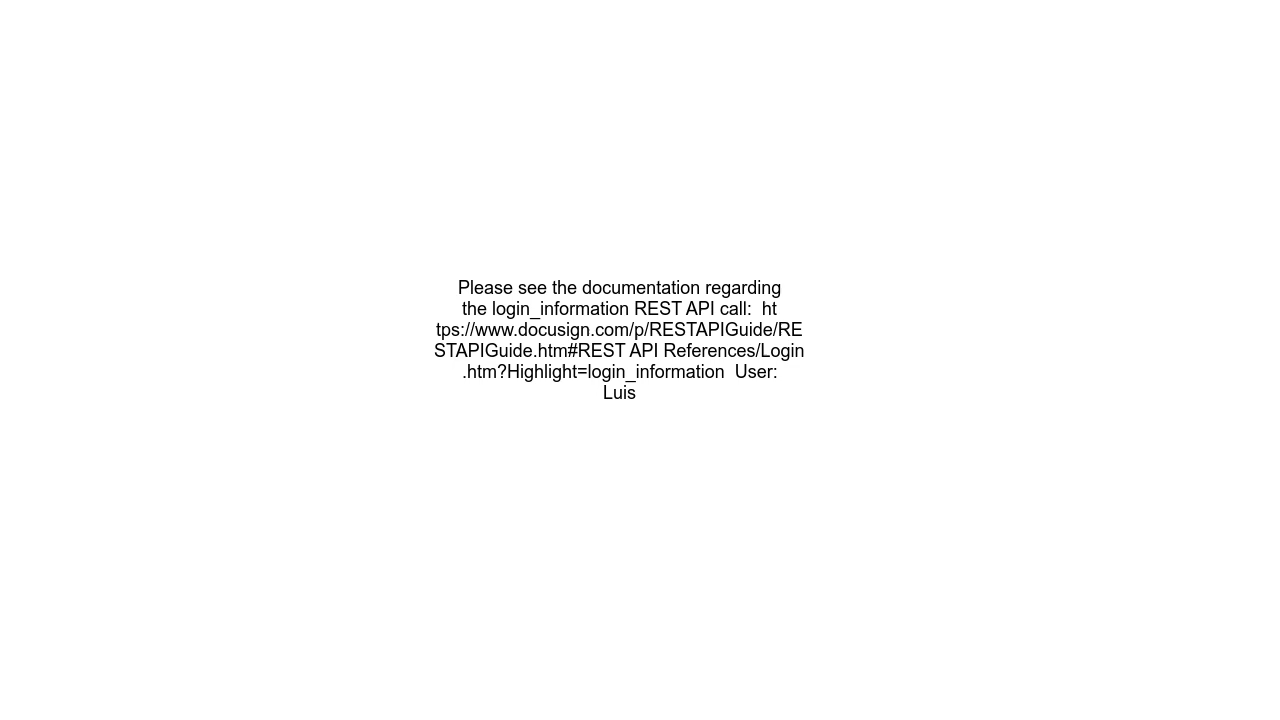 Please see the documentation regarding
the login_information REST API call:  ht
tps://www.docusign.com/p/RESTAPIGuide/RE
STAPIGuide.htm#REST API References/Login
.htm?Highlight=login_information  User:
Luis